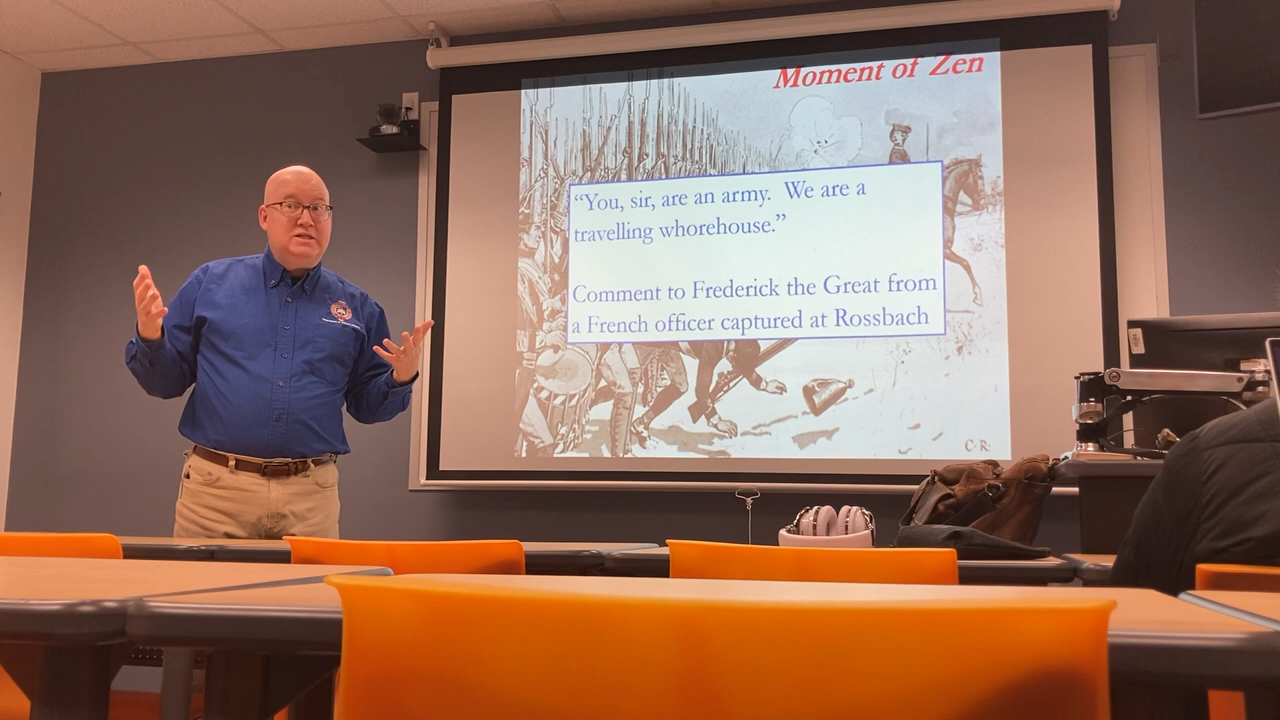 Moment of Zen
“You, sir, are an army.  We are a
travelling whorehouse.”
Comment to Frederick the Great from
a French officer captured at Rossbach
C·R·